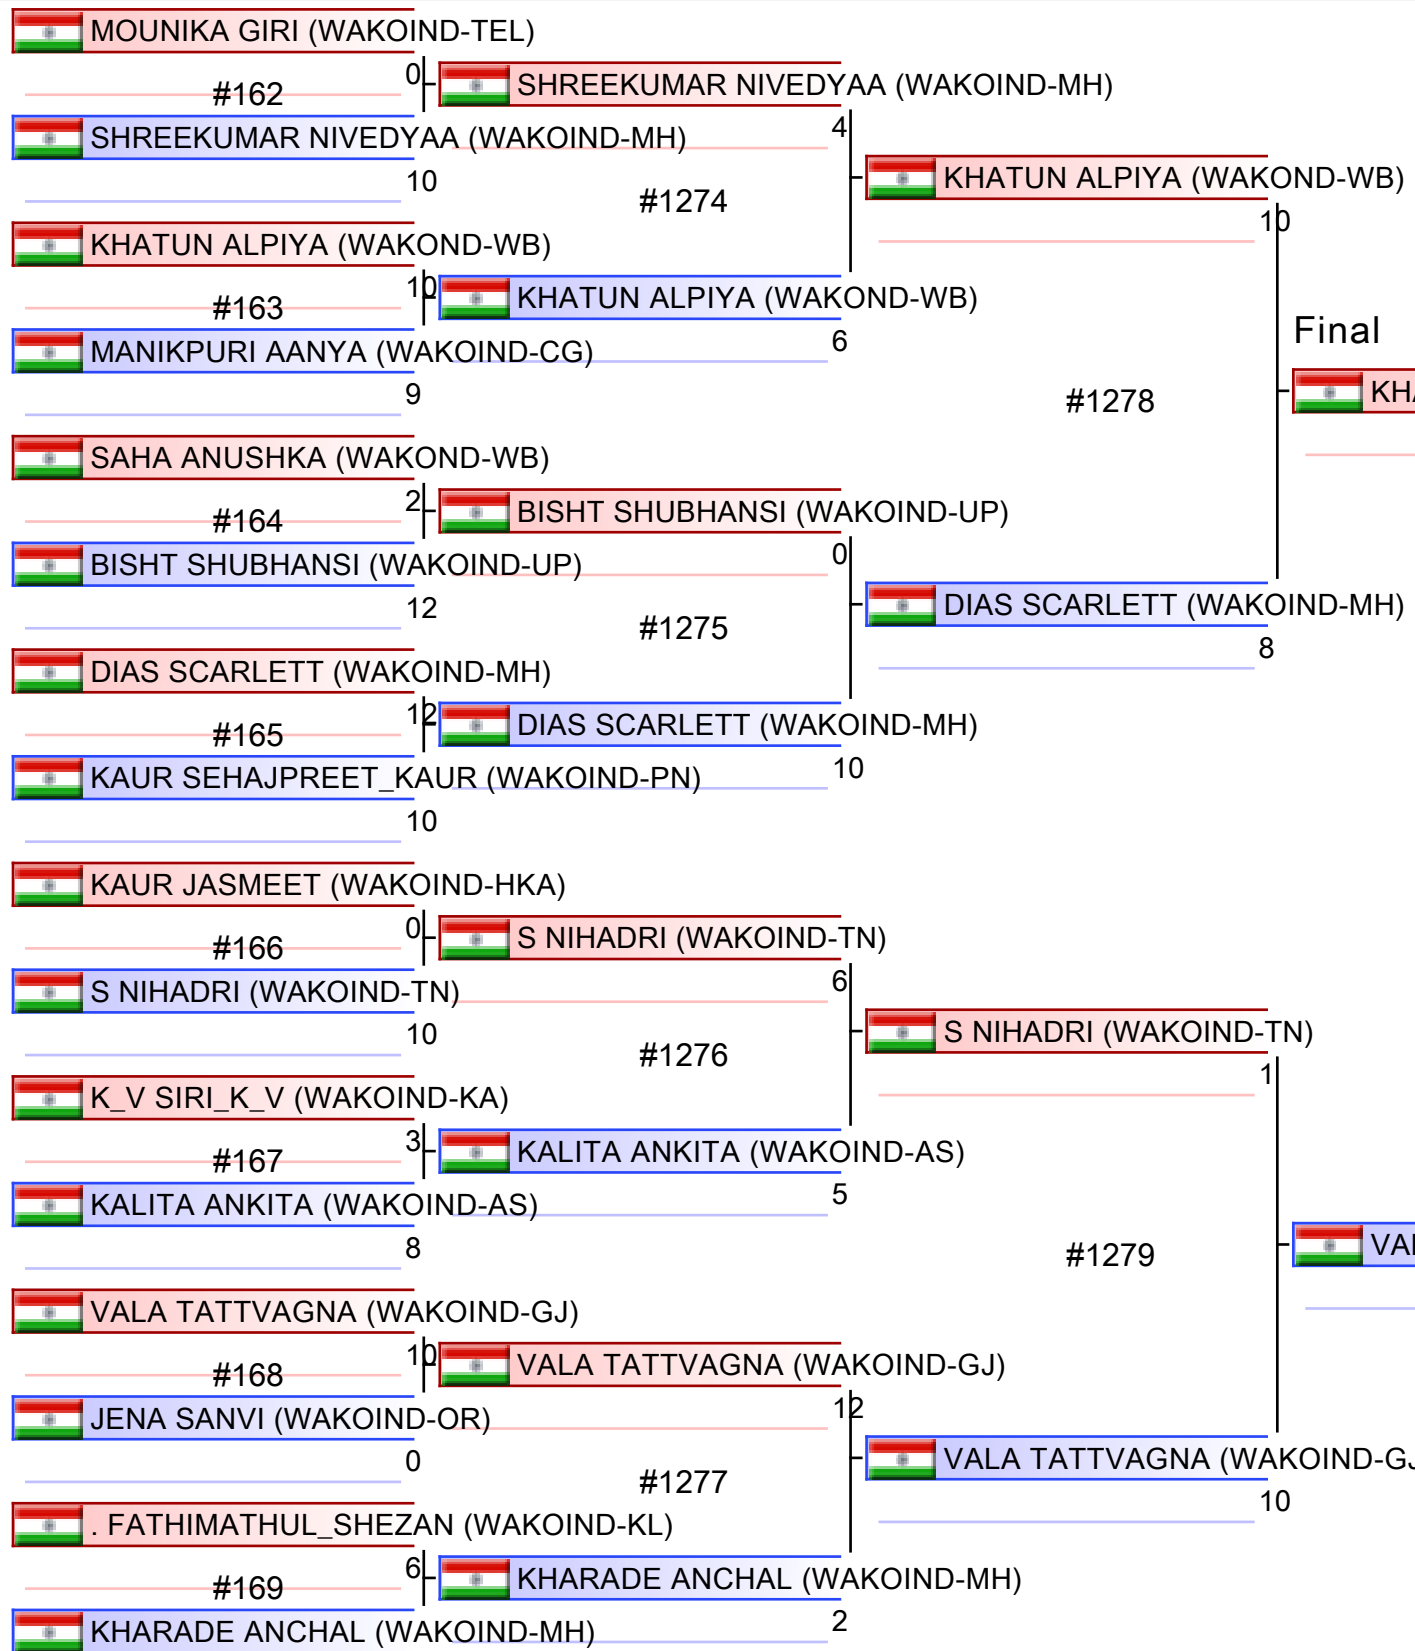 MOUNIKA GIRI (WAKOIND-TEL)
0
#162
SHREEKUMAR NIVEDYAA (WAKOIND-MH)
10
KHATUN ALPIYA (WAKOND-WB)
10
#163
MANIKPURI AANYA (WAKOIND-CG)
9
SAHA ANUSHKA (WAKOND-WB)
2
#164
BISHT SHUBHANSI (WAKOIND-UP)
12
DIAS SCARLETT (WAKOIND-MH)
12
#165
KAUR SEHAJPREET_KAUR (WAKOIND-PN)
10
KAUR JASMEET (WAKOIND-HKA)
0
#166
S NIHADRI (WAKOIND-TN)
10
K_V SIRI_K_V (WAKOIND-KA)
3
#167
KALITA ANKITA (WAKOIND-AS)
8
VALA TATTVAGNA (WAKOIND-GJ)
10
#168
JENA SANVI (WAKOIND-OR)
0
. FATHIMATHUL_SHEZAN (WAKOIND-KL)
6
#169
KHARADE ANCHAL (WAKOIND-MH)
SHREEKUMAR NIVEDYAA (WAKOIND-MH)
4
#1274
KHATUN ALPIYA (WAKOND-WB)
6
BISHT SHUBHANSI (WAKOIND-UP)
0
#1275
DIAS SCARLETT (WAKOIND-MH)
10
S NIHADRI (WAKOIND-TN)
6
#1276
KALITA ANKITA (WAKOIND-AS)
5
VALA TATTVAGNA (WAKOIND-GJ)
12
#1277
KHARADE ANCHAL (WAKOIND-MH)
2
KHATUN ALPIYA (WAKOND-WB)
10
#1278
DIAS SCARLETT (WAKOIND-MH)
8
S NIHADRI (WAKOIND-TN)
1
#1279
VALA TATTVAGNA (WAKOIND-GJ
10
Final